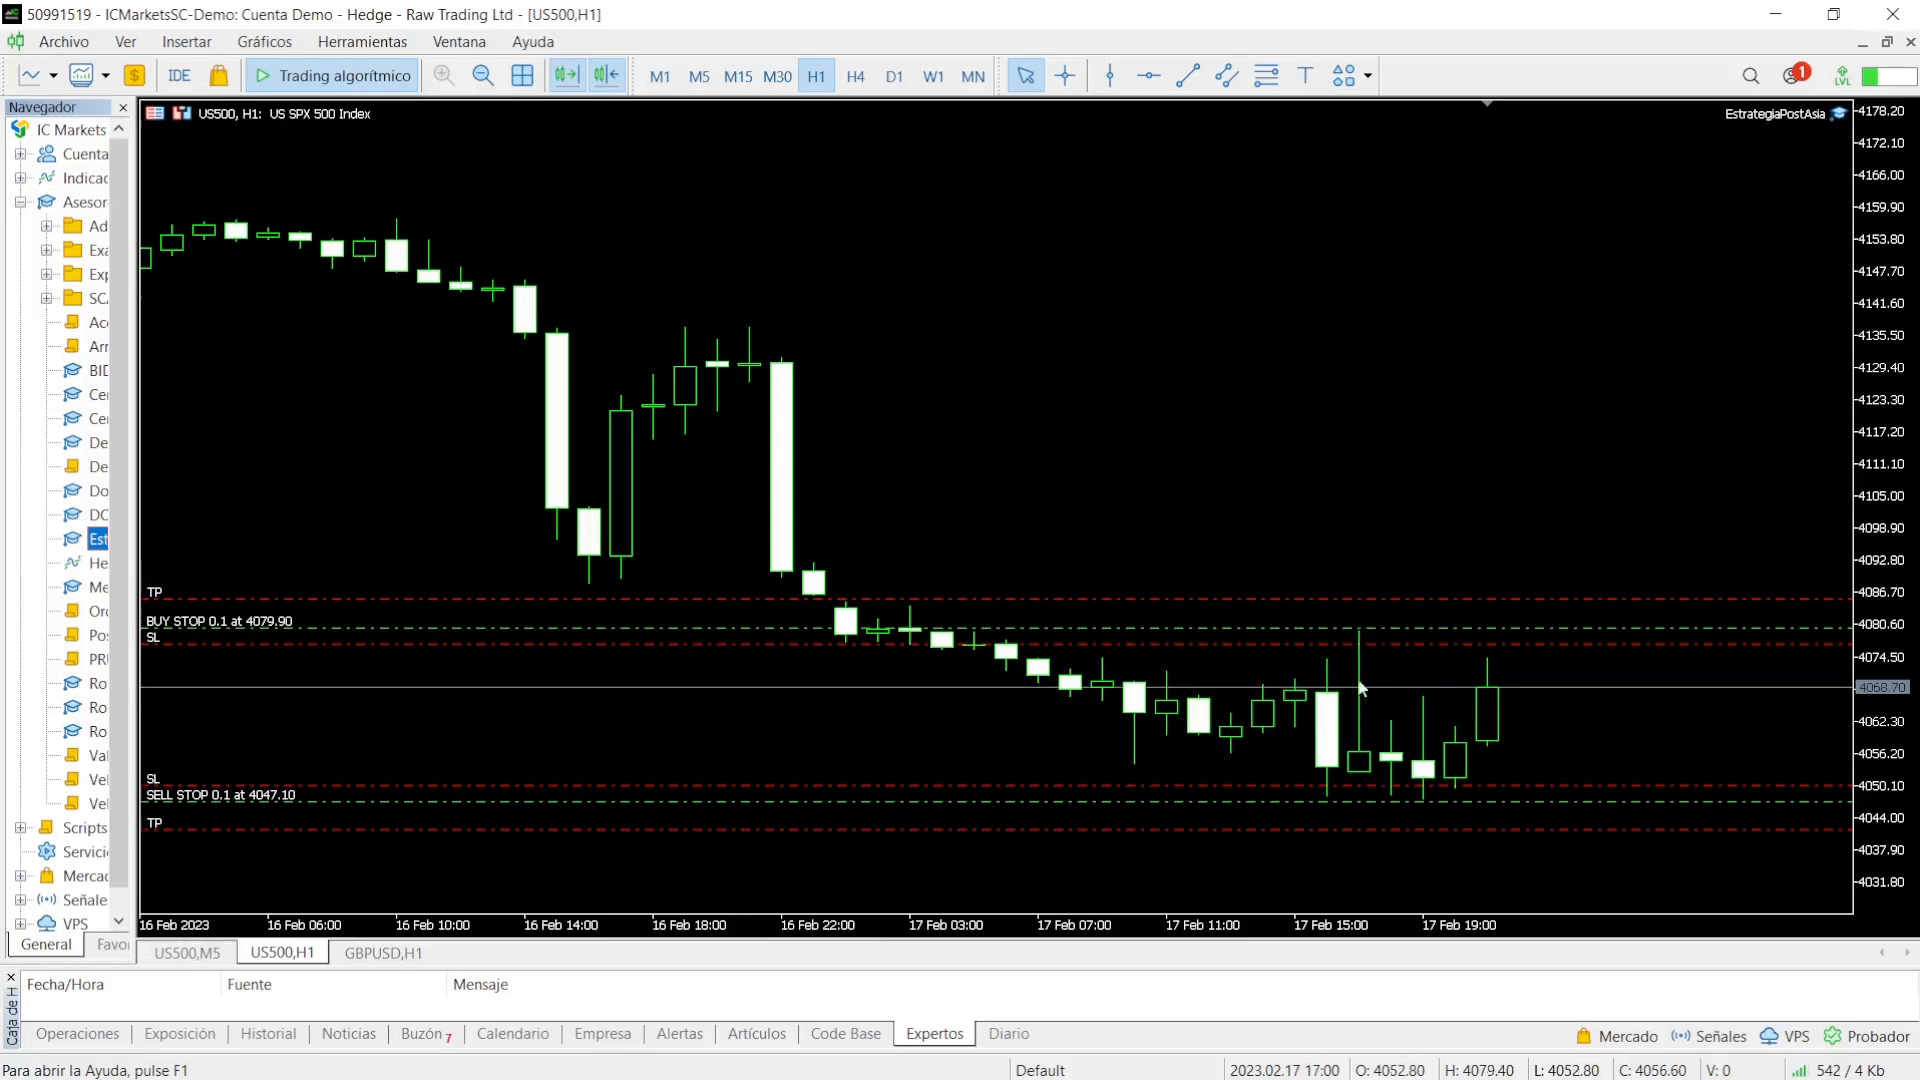 50991519 - ICMarketsSC-Demo: Cuenta Demo - Hedge - Raw Trading Ltd - [US500,H1]
Archivo Ver Insertar Gráficos Herramientas Ventana Ayuda
IDE Trading algorítmico M1 M5 M15 M30 H1 H4 D1 W1 MN 1 LVL
Navegador
IC Markets
Cuenta
Indicac
Asesor
Ad
Exa
Exp
SC
Acc
Arr
BID
Cer
Cer
De
De
Do
DC
Est
He
Me
Ord
Pos
PRU
Ro
Ro
Ro
Val
Vel
Vel
Scripts
Servici
Mercad
Señale
VPS
General Favo
US500, H1: US SPX 500 Index
EstrategiaPostAsia
TP
BUY STOP 0.1 at 4079.90
SL
SL
SELL STOP 0.1 at 4047.10
TP
4178.20
4172.10
4166.00
4159.90
4153.80
4147.70
4141.60
4135.50
4129.40
4123.30
4117.20
4111.10
4105.00
4098.90
4092.80
4086.70
4080.60
4074.50
4068.70
4062.30
4056.20
4050.10
4044.00
4037.90
4031.80
16 Feb 2023 16 Feb 06:00 16 Feb 10:00 16 Feb 14:00 16 Feb 18:00 16 Feb 22:00 17 Feb 03:00 17 Feb 07:00 17 Feb 11:00 17 Feb 15:00 17 Feb 19:00
US500,M5 US500,H1 GBPUSD,H1
Caja de H
Fecha/Hora Fuente Mensaje
Operaciones Exposición Historial Noticias Buzón 7 Calendario Empresa Alertas Artículos Code Base Expertos Diario
Mercado Señales VPS Probador
Para abrir la Ayuda, pulse F1 Default 2023.02.17 17:00 O: 4052.80 H: 4079.40 L: 4052.80 C: 4056.60 V: 0 542 / 4 Kb